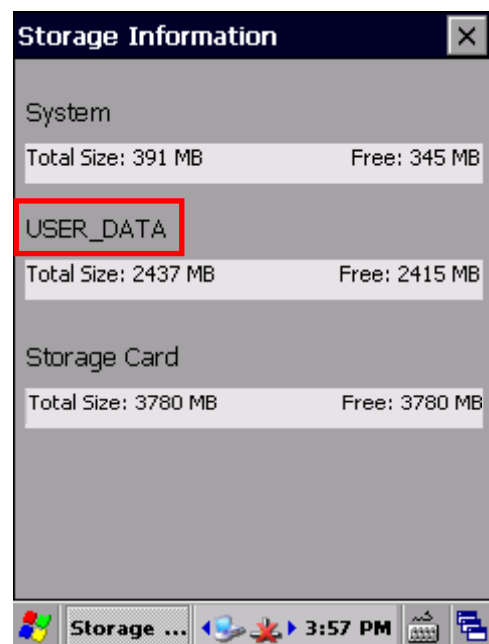 Storage Information
System
Total Size: 391 MB Free: 345 MB
USER_DATA
Total Size: 2437 MB Free: 2415 MB
Storage Card
Total Size: 3780 MB Free: 3780 MB
Storage ... 3:57 PM